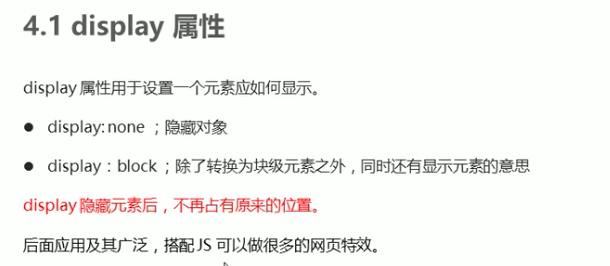 4.1 display 属性
display 属性用于设置一个元素应如何显示。
● display: none ；隐藏对象
● display：block ；除了转换为块级元素之外，同时还有显示元素的意思
display 隐藏元素后，不再占有原来的位置。
后面应用及其广泛，搭配 JS 可以做很多的网页特效。